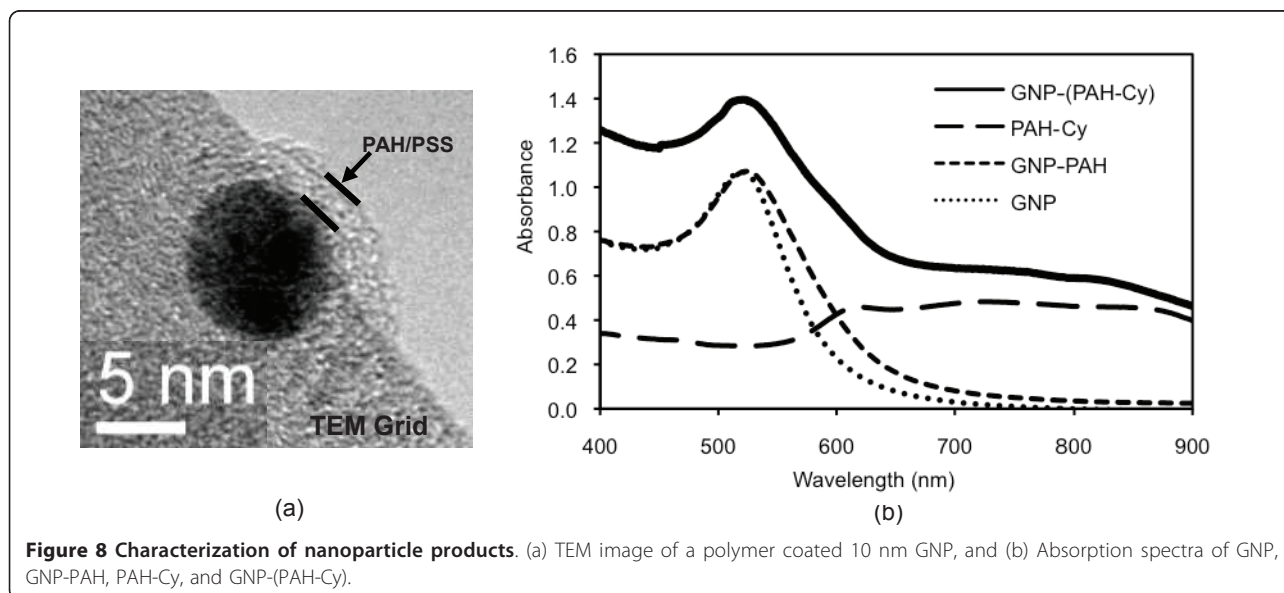 PAH/PSS
5 nm
TEM Grid
(a)
1.6
1.4
1.2
1.0
0.8
0.6
0.4
0.2
0.0
Absorbance
GNP-(PAH-Cy)
PAH-Cy
GNP-PAH
GNP
400 500 600 700 800 900
Wavelength (nm)
(b)
Figure 8 Characterization of nanoparticle products. (a) TEM image of a polymer coated 10 nm GNP, and (b) Absorption spectra of GNP,
GNP-PAH, PAH-Cy, and GNP-(PAH-Cy).